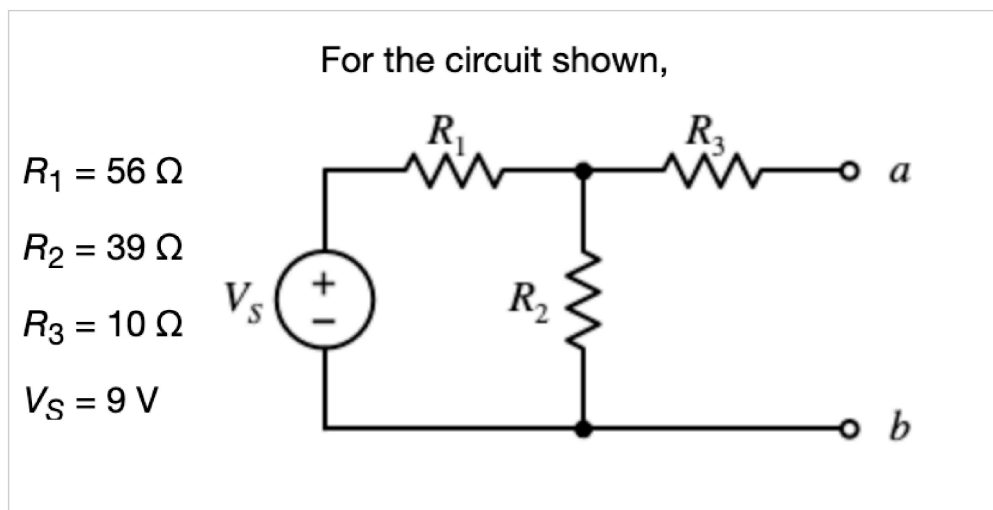 For the circuit shown,
R₁ = 56 Ω
R₂ = 39 Ω
R₃ = 10 Ω
Vₛ = 9 V
R₁
R₃
a
Vₛ
+
−
R₂
b